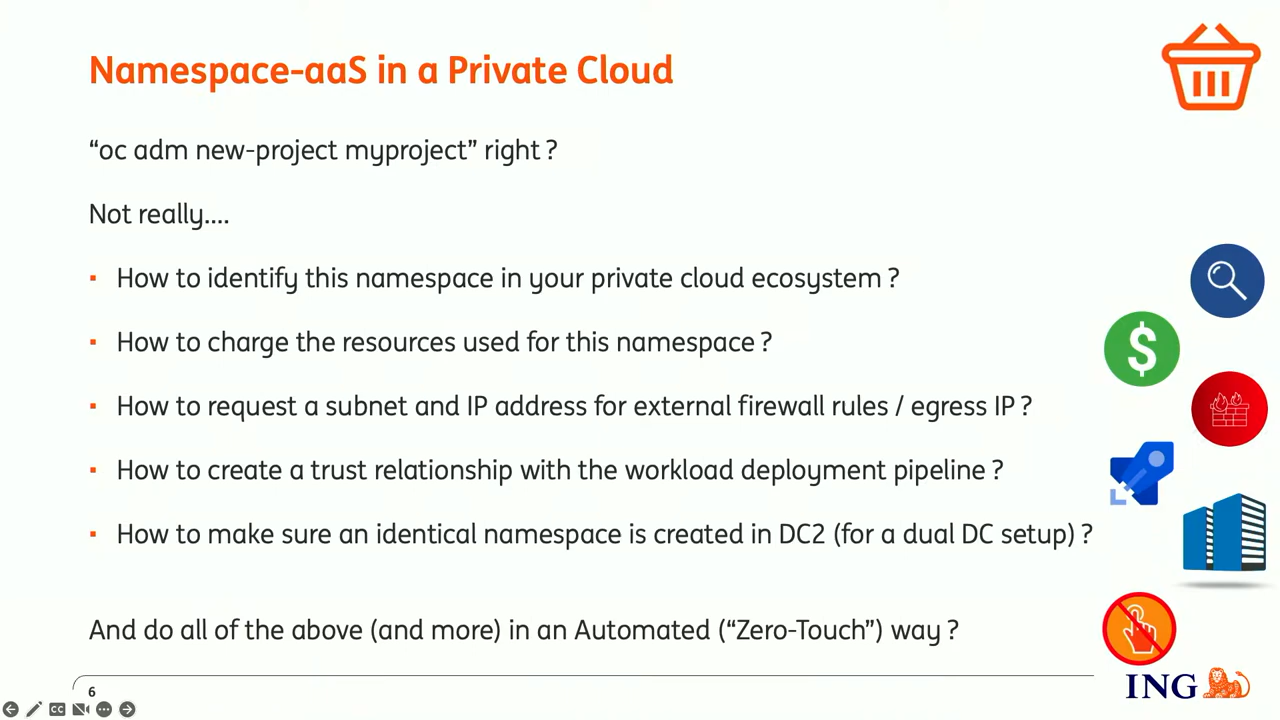 Namespace-aaS in a Private Cloud
“oc adm new-project myproject” right ?
Not really....
▪ How to identify this namespace in your private cloud ecosystem ?
▪ How to charge the resources used for this namespace ?
$
▪ How to request a subnet and IP address for external firewall rules / egress IP ?
▪ How to create a trust relationship with the workload deployment pipeline ?
▪ How to make sure an identical namespace is created in DC2 (for a dual DC setup) ?
And do all of the above (and more) in an Automated (“Zero-Touch”) way ?
ING
6
CC